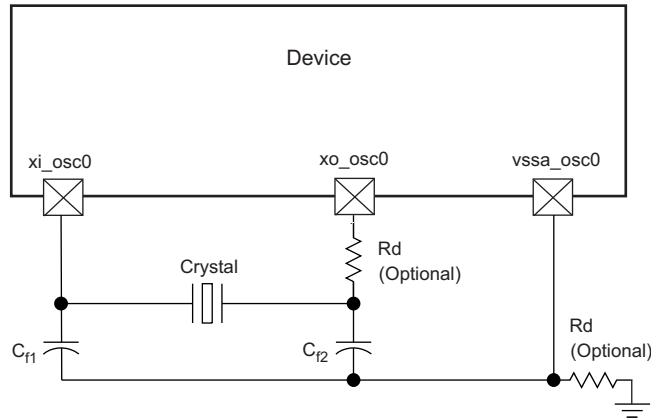 Device
xi_osc0
xo_osc0
vssa_osc0
Rd
(Optional)
Crystal
Rd
(Optional)
Cf1
Cf2